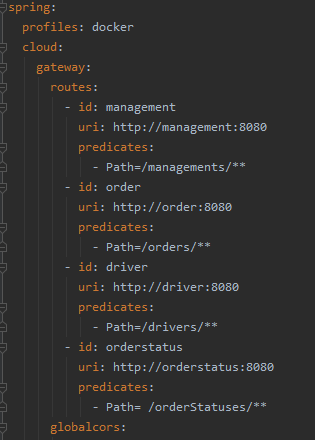 spring:
  profiles: docker
  cloud:
    gateway:
      routes:
        - id: management
          uri: http://management:8080
          predicates:
            - Path=/managements/**
        - id: order
          uri: http://order:8080
          predicates:
            - Path=/orders/**
        - id: driver
          uri: http://driver:8080
          predicates:
            - Path=/drivers/**
        - id: orderstatus
          uri: http://orderstatus:8080
          predicates:
            - Path= /orderStatuses/**
      globalcors: